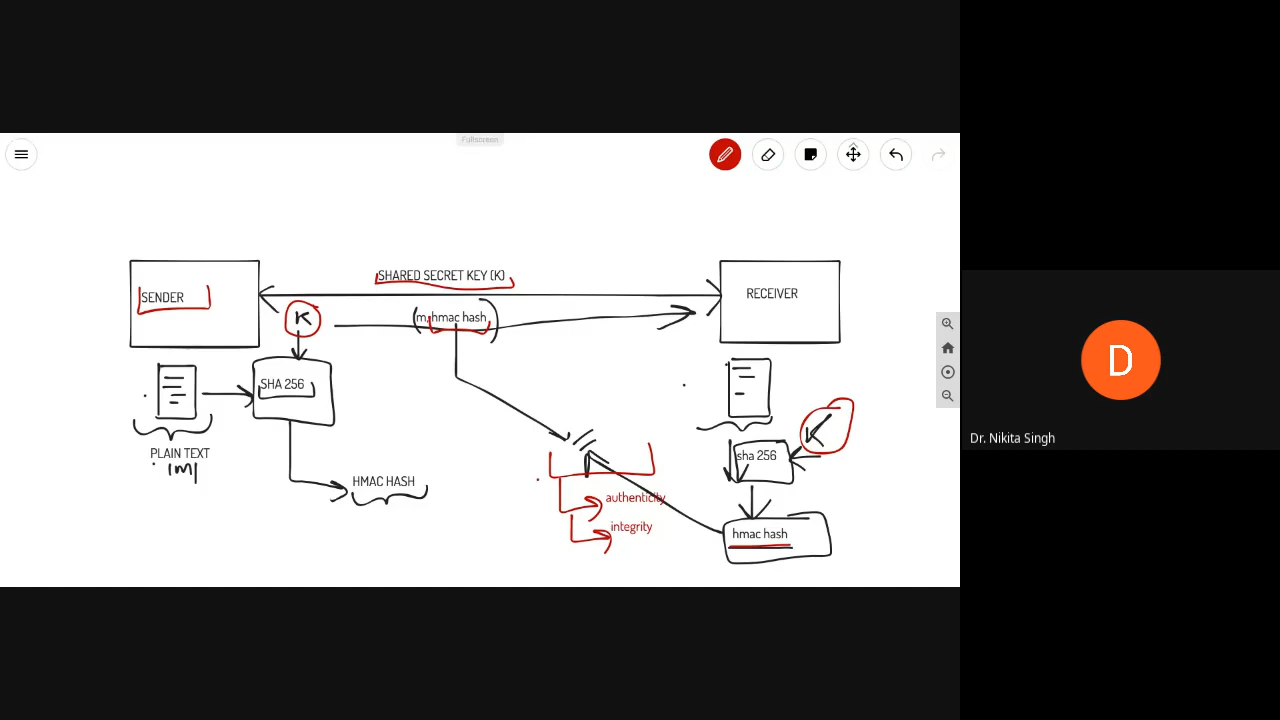 Fullscreen
SHARED SECRET KEY (K)
SENDER
RECEIVER
K
(m, hmac hash)
SHA 256
K
PLAIN TEXT
sha 256
HMAC HASH
authenticity
integrity
hmac hash
D
Dr. Nikita Singh